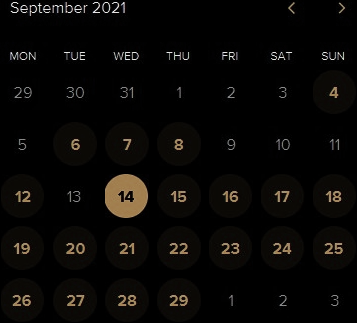 September 2021 < >
MON TUE WED THU FRI SAT SUN
29 30 31 1 2 3 4
5 6 7 8 9 10 11
12 13 14 15 16 17 18
19 20 21 22 23 24 25
26 27 28 29 1 2 3